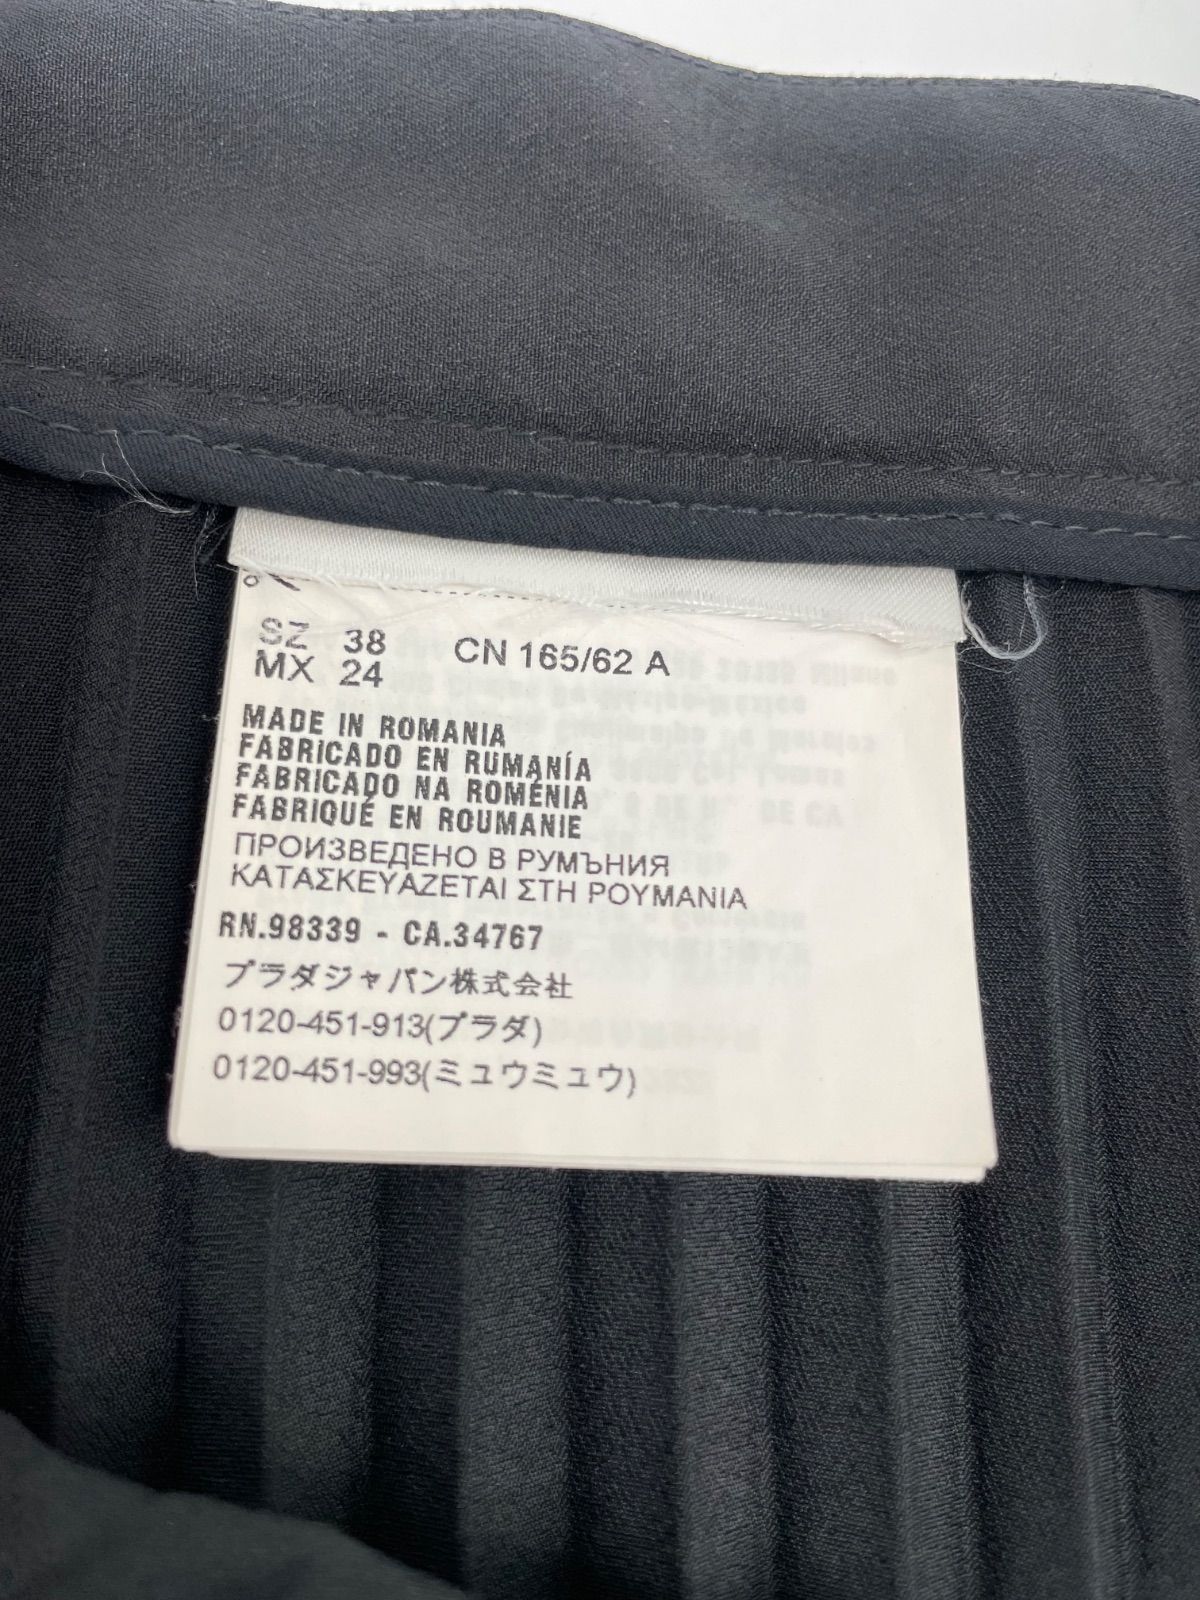 SZ 38 CN 165/62 A
MX 24
MADE IN ROMANIA
FABRICADO EN RUMANÍA
FABRICADO NA ROMÉNIA
FABRIQUÉ EN ROUMANIE
ПРОИЗВЕДЕНО В РУМЪНИЯ
ΚΑΤΑΣΚΕΥΑΖΕΤΑΙ ΣΤΗ ΡΟΥΜΑΝΙΑ
RN.98339 - CA.34767
プラダジャパン株式会社
0120-451-913(プラダ)
0120-451-993(ミュウミュウ)